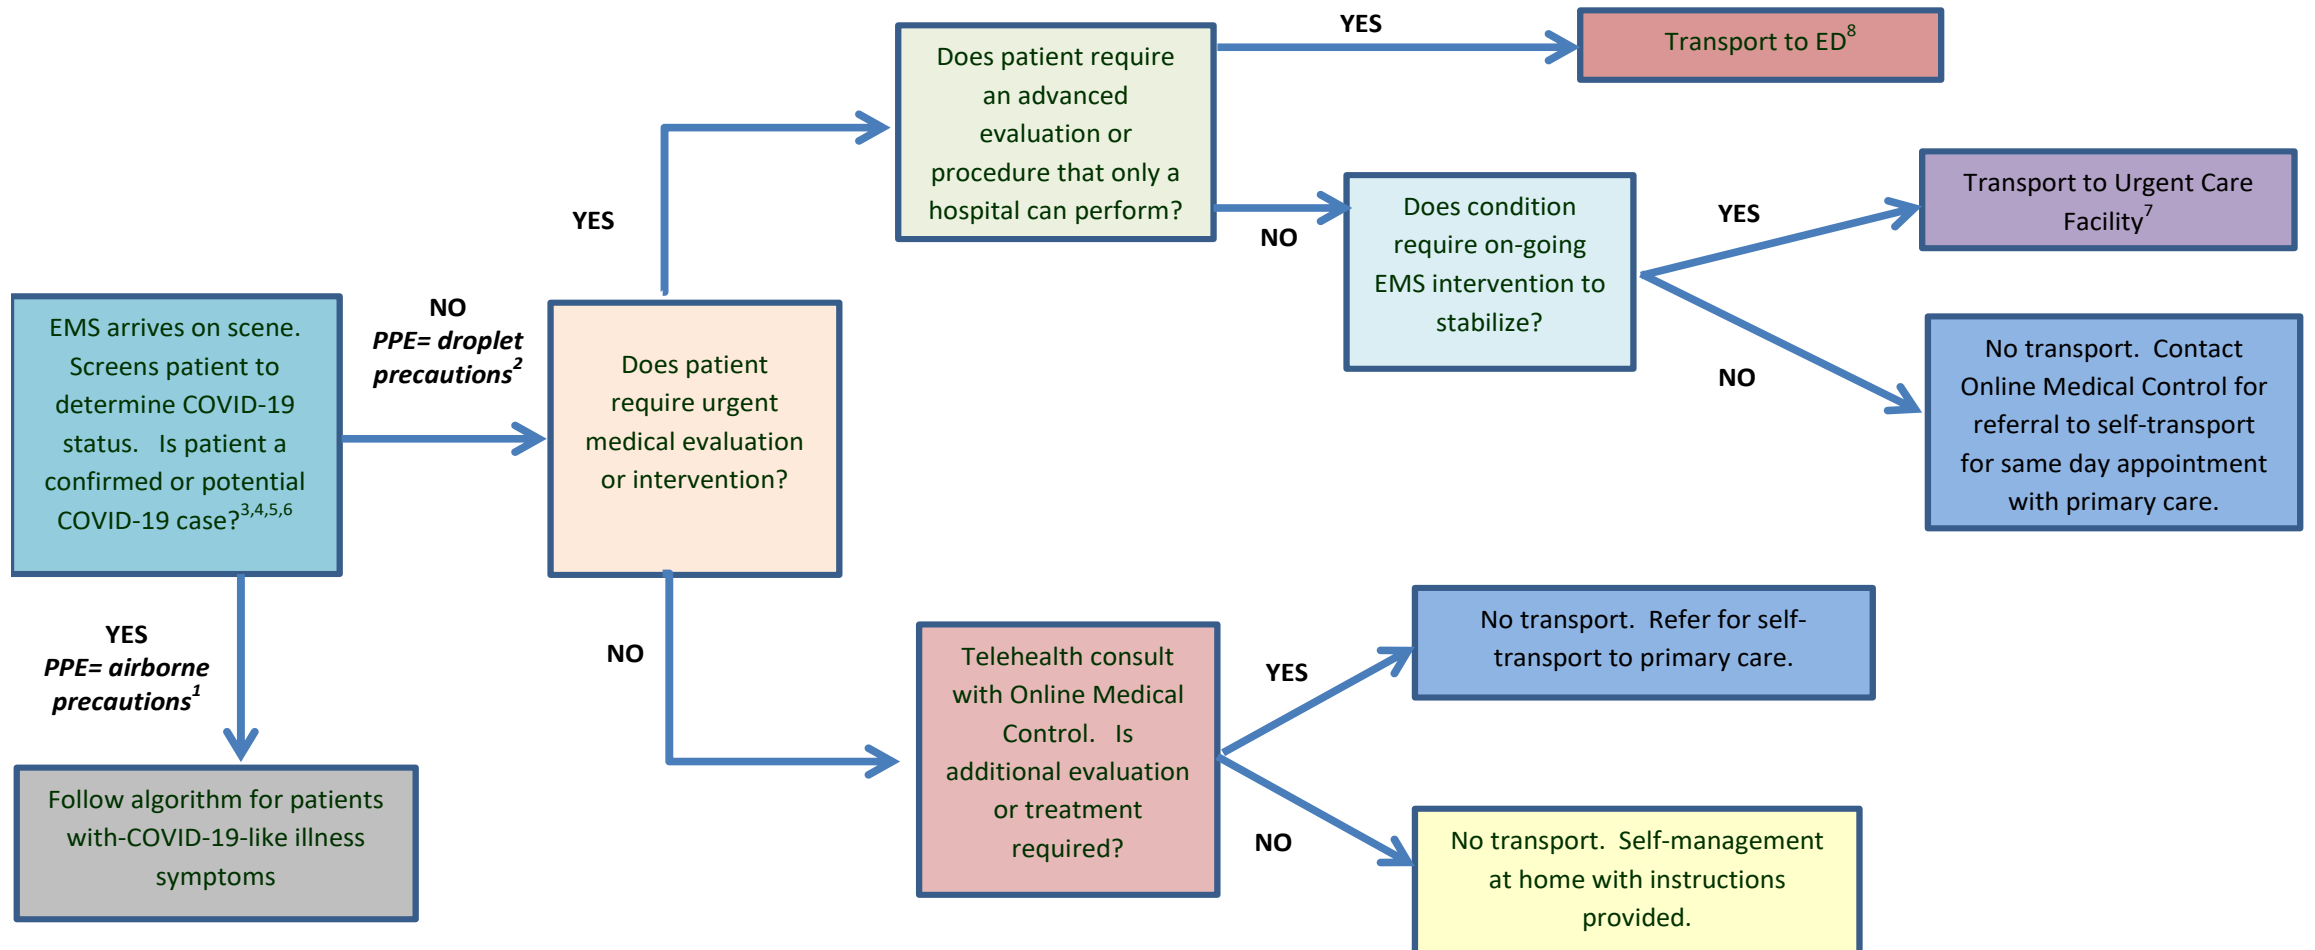 EMS arrives on scene.
Screens patient to
determine COVID-19
status.   Is patient a
confirmed or potential
COVID-19 case?3,4,5,6
NO
PPE= droplet
precautions2
YES
PPE= airborne
precautions1
Follow algorithm for patients
with-COVID-19-like illness
symptoms
Does patient
require urgent
medical evaluation
or intervention?
YES
Does patient require
an advanced
evaluation or
procedure that only a
hospital can perform?
YES
Transport to ED8
NO
Does condition
require on-going
EMS intervention to
stabilize?
YES
Transport to Urgent Care
Facility7
NO
No transport.  Contact
Online Medical Control for
referral to self-transport
for same day appointment
with primary care.
NO
Telehealth consult
with Online Medical
Control.   Is
additional evaluation
or treatment
required?
YES
No transport.  Refer for self-
transport to primary care.
NO
No transport.  Self-management
at home with instructions
provided.